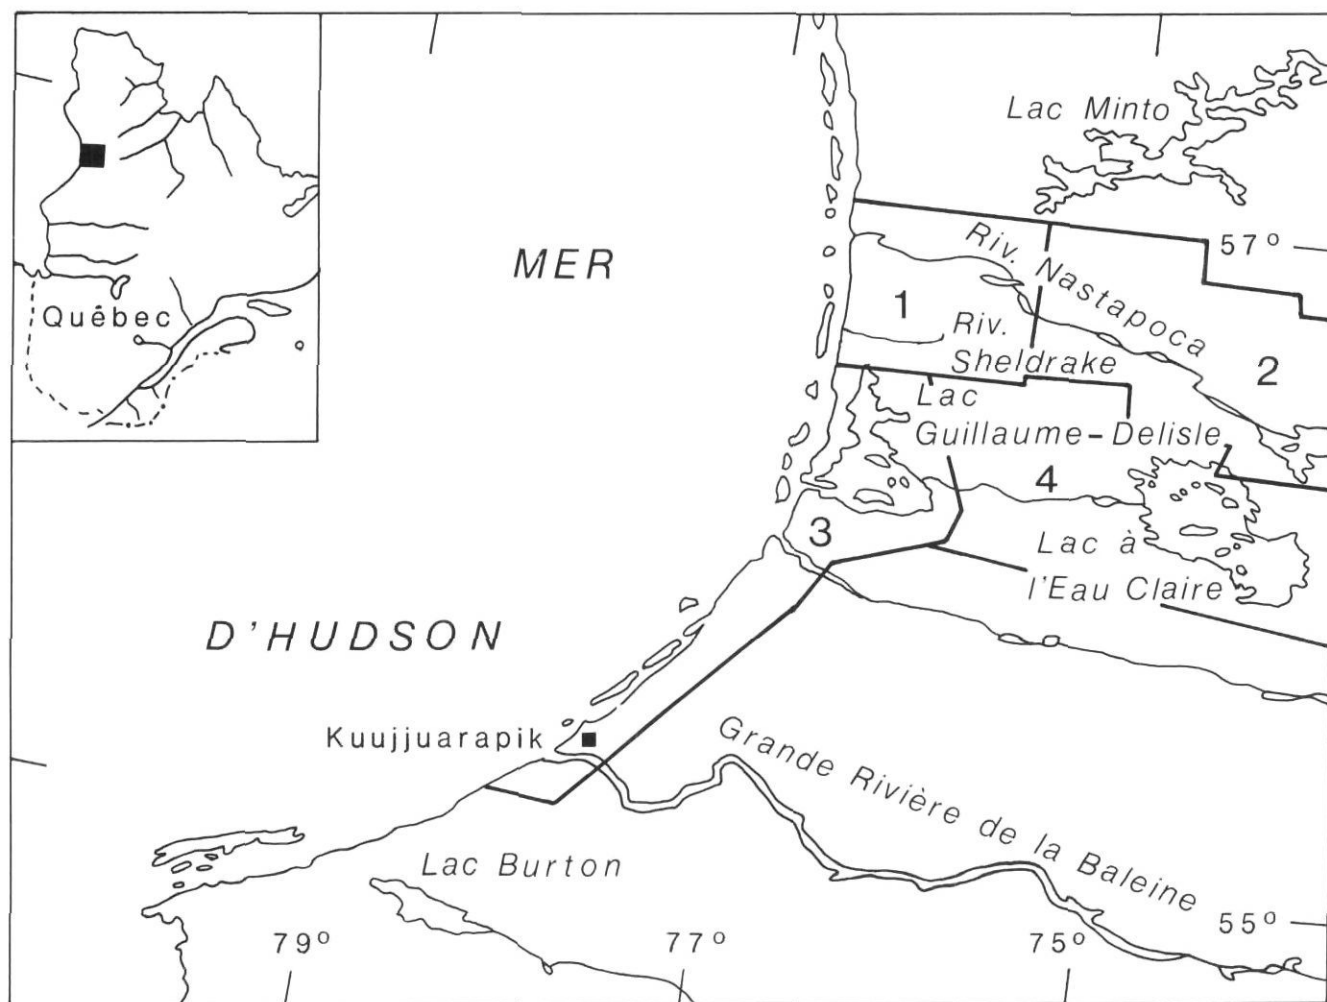 Lac Minto
57°
MER
Riv. Nastapoca
1
Riv.
Sheldrake
2
Québec
Lac
Guillaume-Delisle
4
3
Lac à
l'Eau Claire
D'HUDSON
Kuujjuarapik
Grande Rivière de la Baleine
Lac Burton
55°
79°
77°
75°